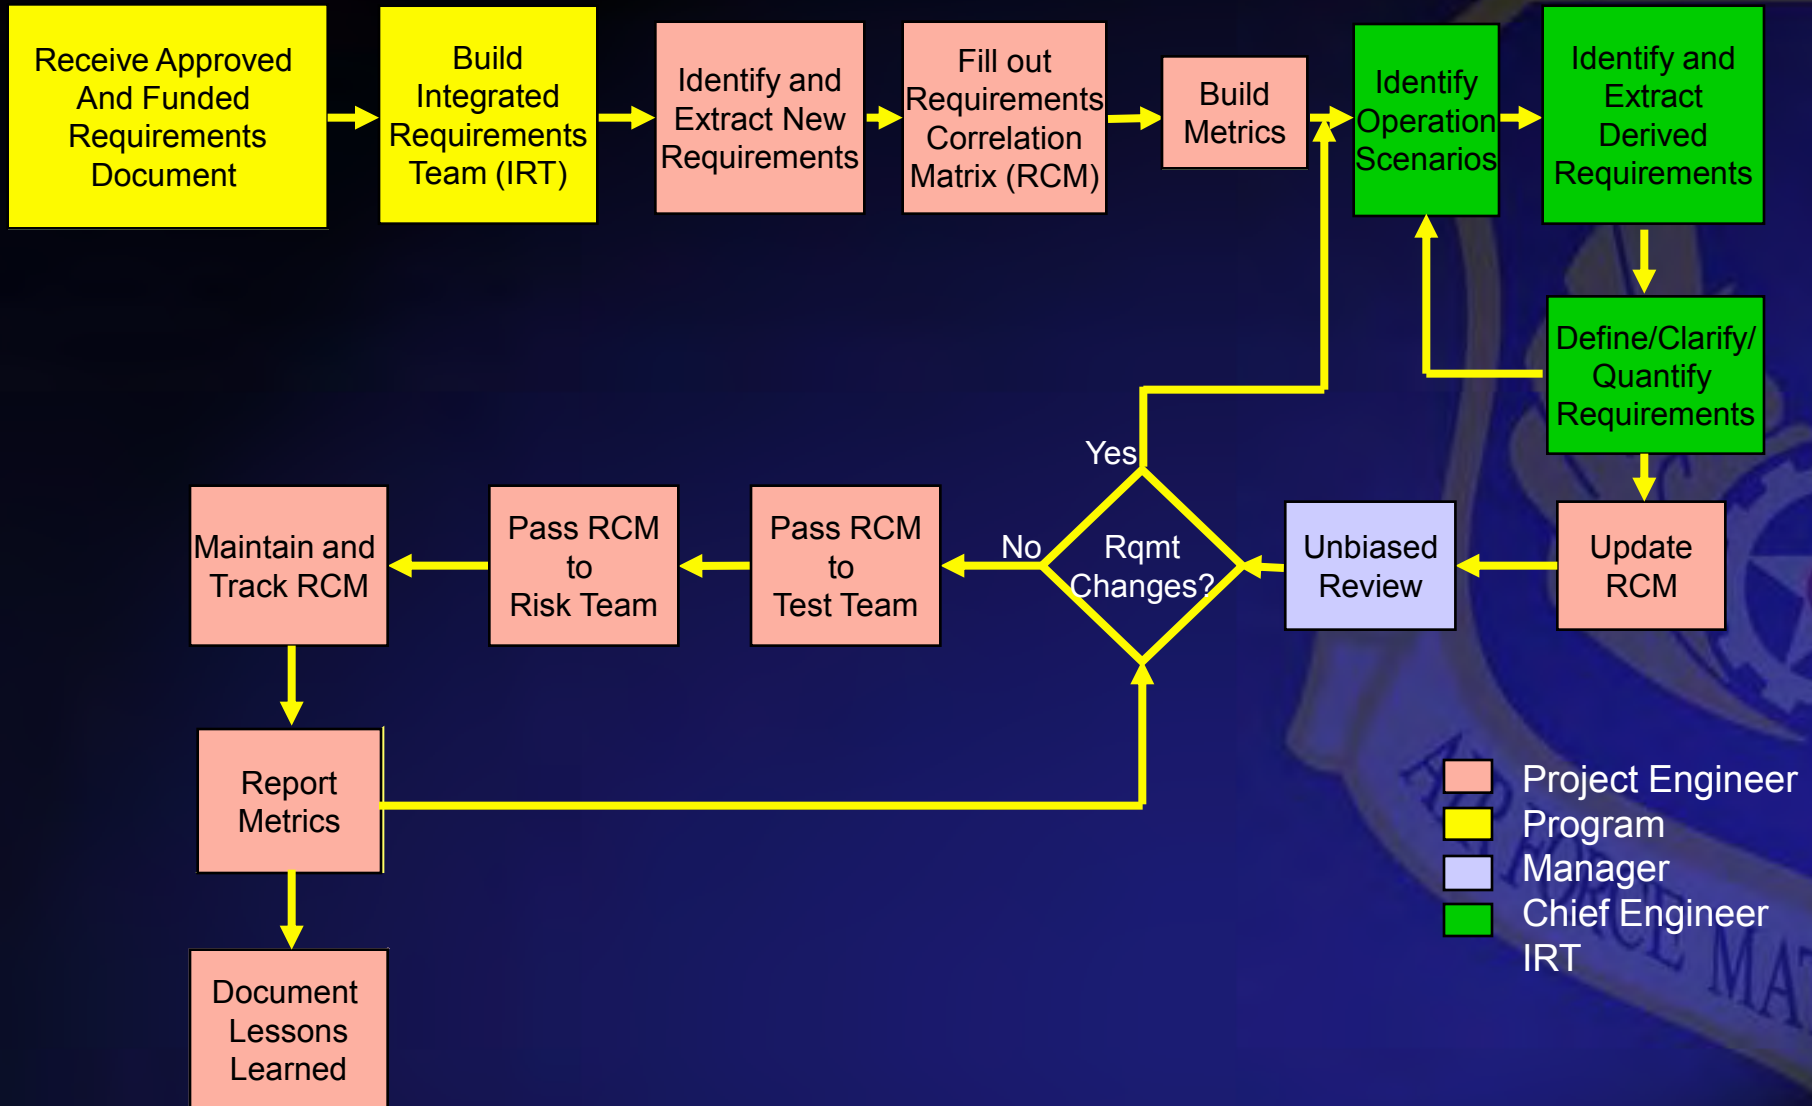 Receive Approved
And Funded
Requirements
Document
Build
Integrated
Requirements
Team (IRT)
Identify and
Extract New
Requirements
Fill out
Requirements
Correlation
Matrix (RCM)
Build
Metrics
Identify
Operation
Scenarios
Identify and
Extract
Derived
Requirements
Define/Clarify/
Quantify
Requirements
Update
RCM
Unbiased
Review
Rqmt
Changes?
Yes
No
Pass RCM
to
Test Team
Pass RCM
to
Risk Team
Maintain and
Track RCM
Report
Metrics
Document
Lessons
Learned
Project Engineer
Program
Manager
Chief Engineer
IRT
AIR FORCE